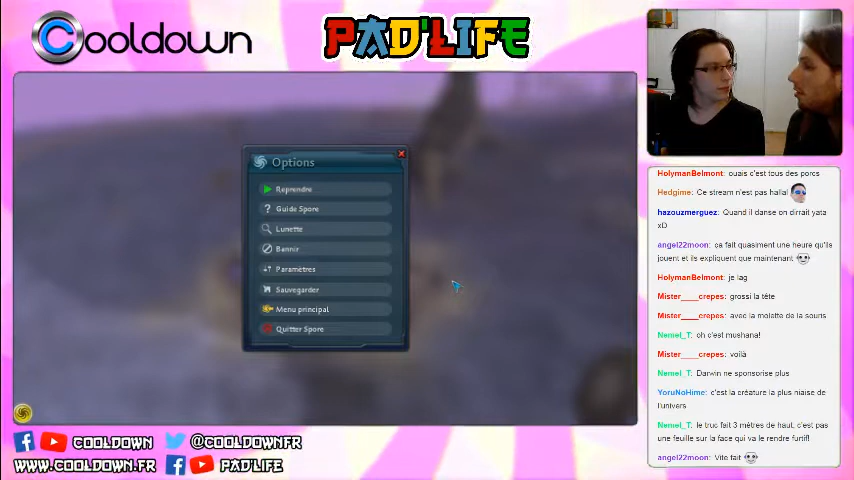 Cooldown
PAD'LIFE
Options
Reprendre
Guide Spore
Lunette
Bannir
Paramètres
Sauvegarder
Menu principal
Quitter Spore
HolymanBelmont: ouais c'est tous des porcs
Hedgime: Ce stream n'est pas hallal
hazouzmerguez: Quand il danse on dirait yata
xD
angel22moon: ca fait quasiment une heure qu'ils
jouent et ils expliquent que maintenant
HolymanBelmont: je lag
Mister____crepes: grossi la tête
Mister____crepes: avec la molette de la souris
Nemel_T: oh c'est mushana!
Mister____crepes: voilà
Nemel_T: Darwin ne sponsorise plus
YoruNoHime: c'est la créature la plus niaise de
l'univers
Nemel_T: le truc fait 3 mètres de haut, c'est pas
une feuille sur la face qui va le rendre furtif!
angel22moon: Vite fait
COOLDOWN @COOLDOWNFR
WWW.COOLDOWN.FR PAD'LIFE